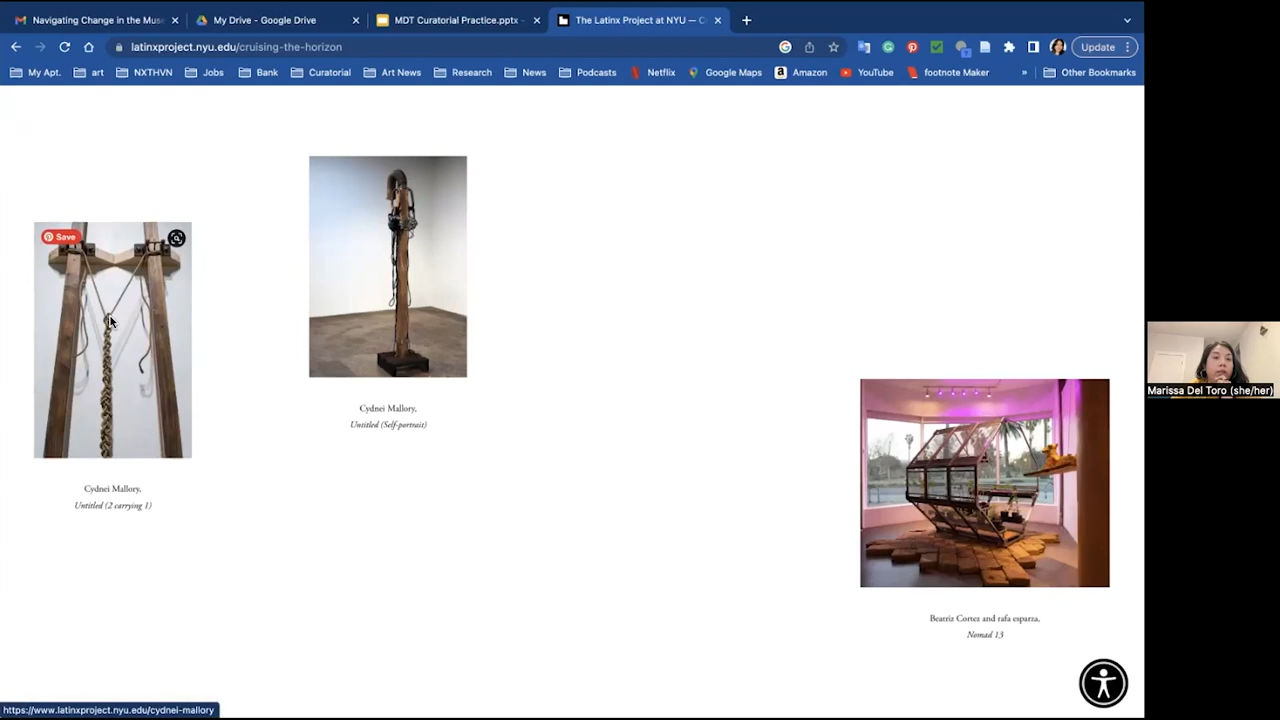 Navigating Change in the Muse
My Drive - Google Drive
MDT Curatorial Practice.pptx -
The Latinx Project at NYU — C
latinxproject.nyu.edu/cruising-the-horizon
Update
My Apt.
art
NXTHVN
Jobs
Bank
Curatorial
Art News
Research
News
Podcasts
Netflix
Google Maps
Amazon
YouTube
footnote Maker
»
Other Bookmarks
Save
Cydnei Mallory,
Untitled (Self-portrait)
Marissa Del Toro (she/her)
Cydnei Mallory,
Untitled (2 carrying 1)
Beatriz Cortez and rafa esparza,
Nomad 13
https://www.latinxproject.nyu.edu/cydnei-mallory